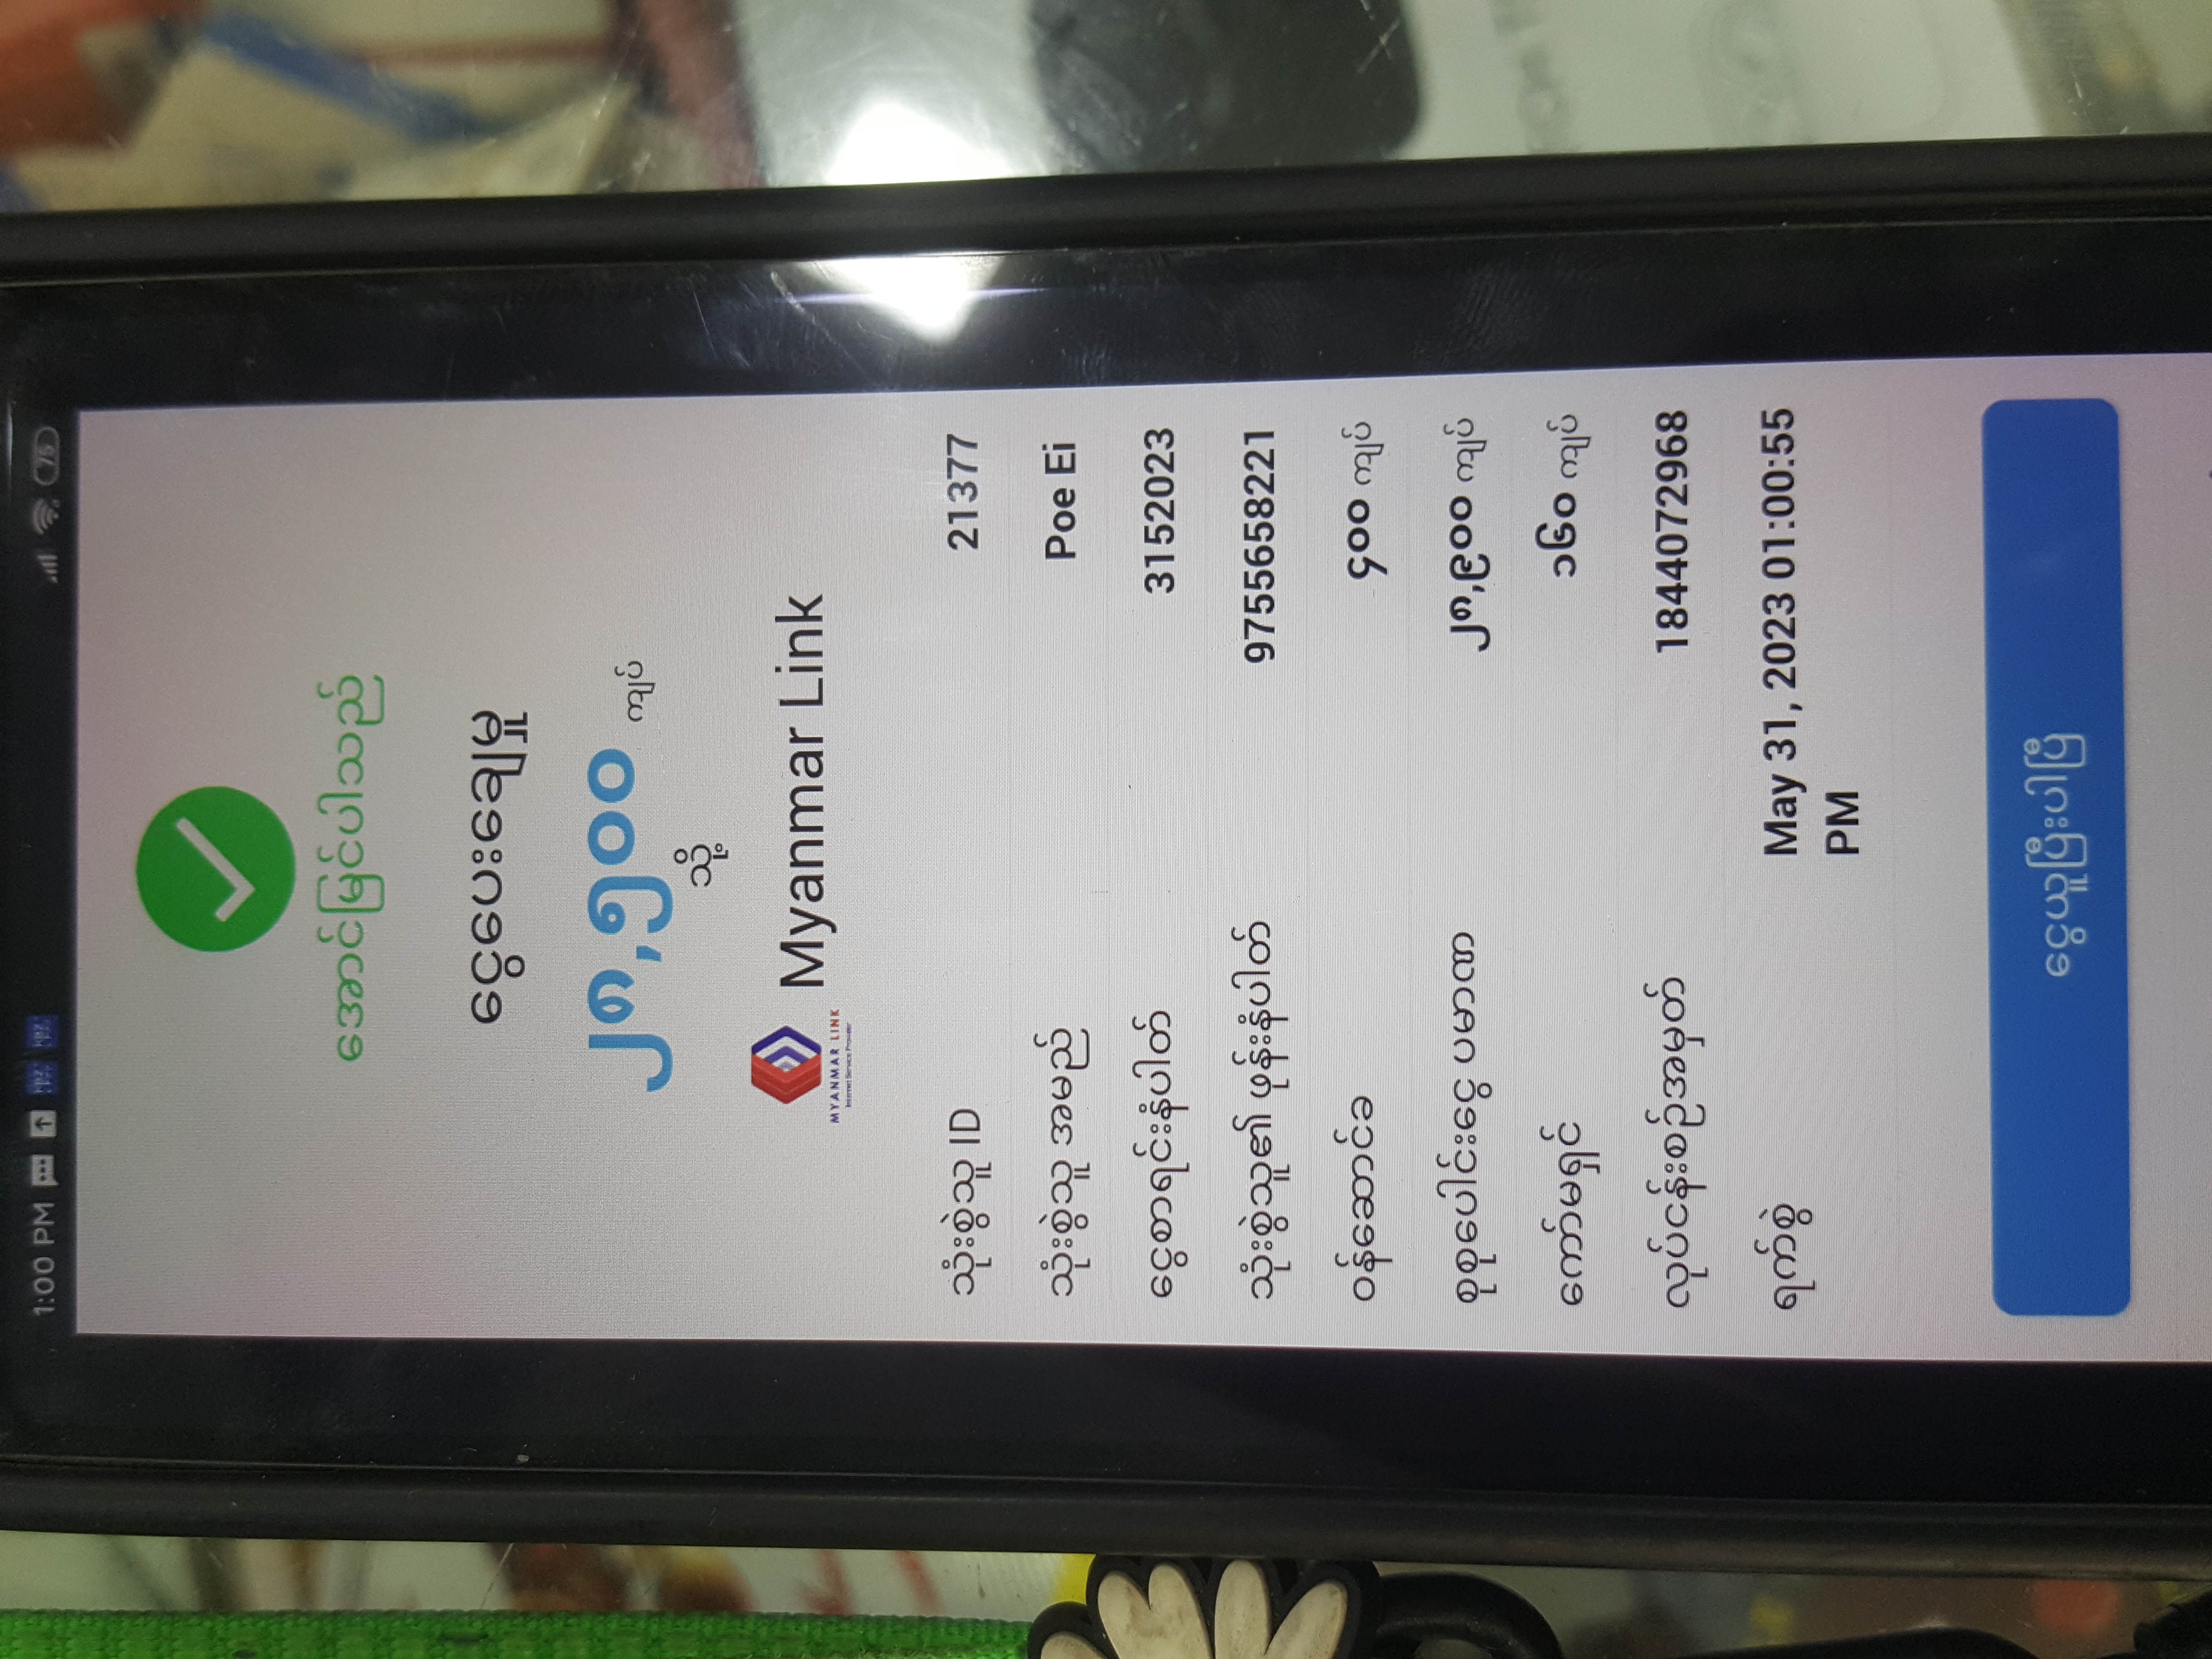 1:00 PM
75
အောင်မြင်ပါသည်
ငွေပေးချေမှု
၂၈,၅၀၀ ကျပ်
သို့
MYANMAR LINK
Internet Service Provider
Myanmar Link
သုံးစွဲသူ ID 21377
သုံးစွဲသူ အမည် Poe Ei
ငွေစာရင်းနံပါတ် 3152023
သုံးစွဲသူ၏ ဖုန်းနံပါတ် 9755658221
ဝန်ဆောင်ခ ၄၀၀ ကျပ်
စုစုပေါင်းငွေ ပမာဏ ၂၈,၉၀၀ ကျပ်
ကော်မရှင် ၁၆၀ ကျပ်
လုပ်ငန်းစဉ်အမှတ် 1844072968
ရက်စွဲ May 31, 2023 01:00:55
PM
ငွေယူပြီးပါပြီ